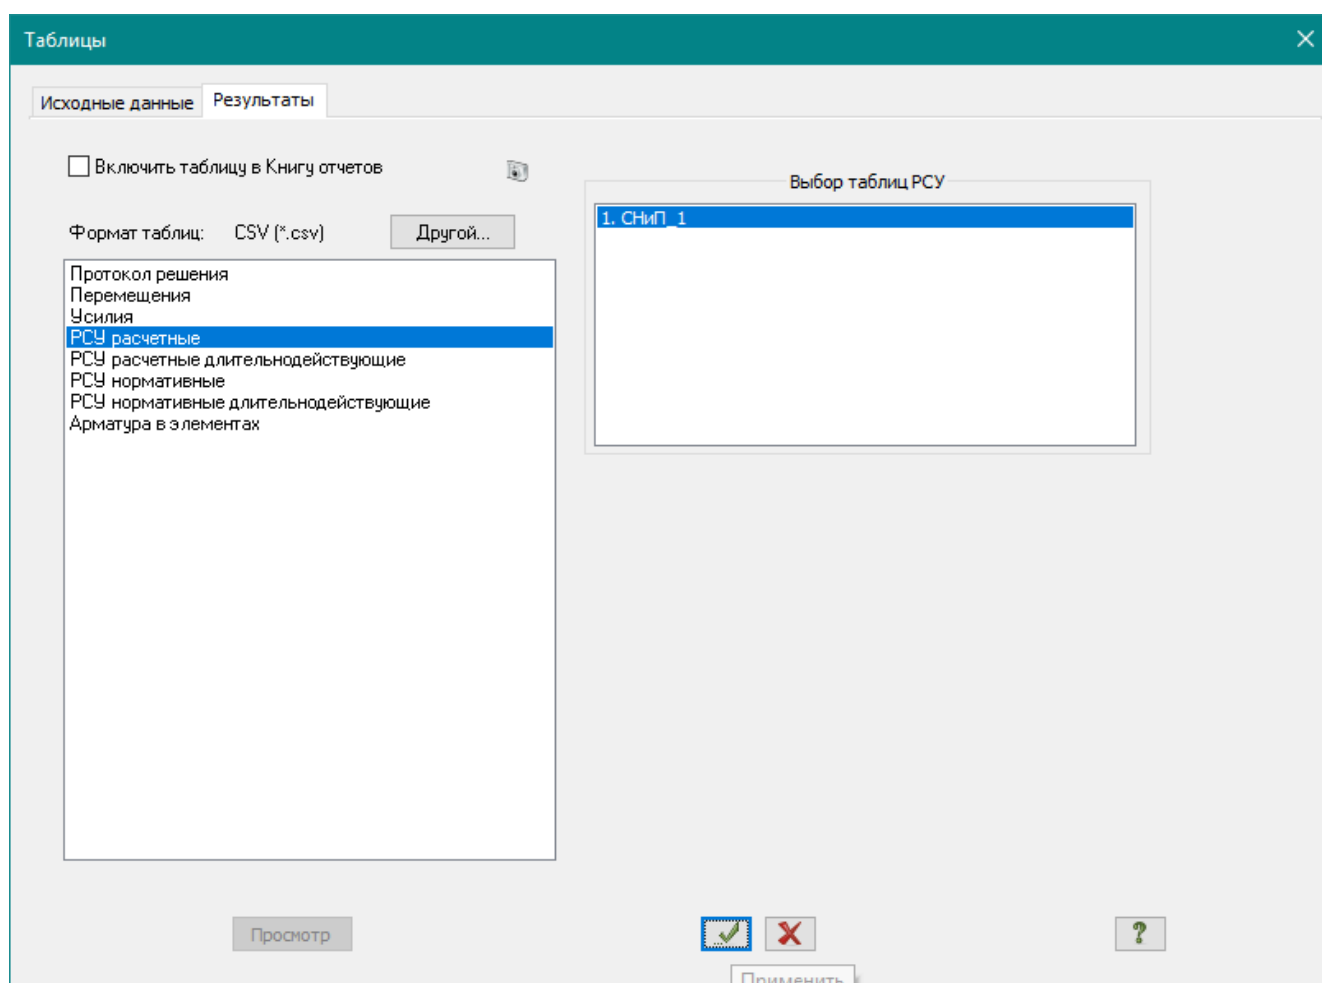 Таблицы
Исходные данные
Результаты
Включить таблицу в Книгу отчетов
Выбор таблиц РСУ
1. СНиП_1
Формат таблиц: CSV (*.csv)
Другой...
Протокол решения
Перемещения
Усилия
РСУ расчетные
РСУ расчетные длительнодействующие
РСУ нормативные
РСУ нормативные длительнодействующие
Арматура в элементах
Просмотр
?
Применить